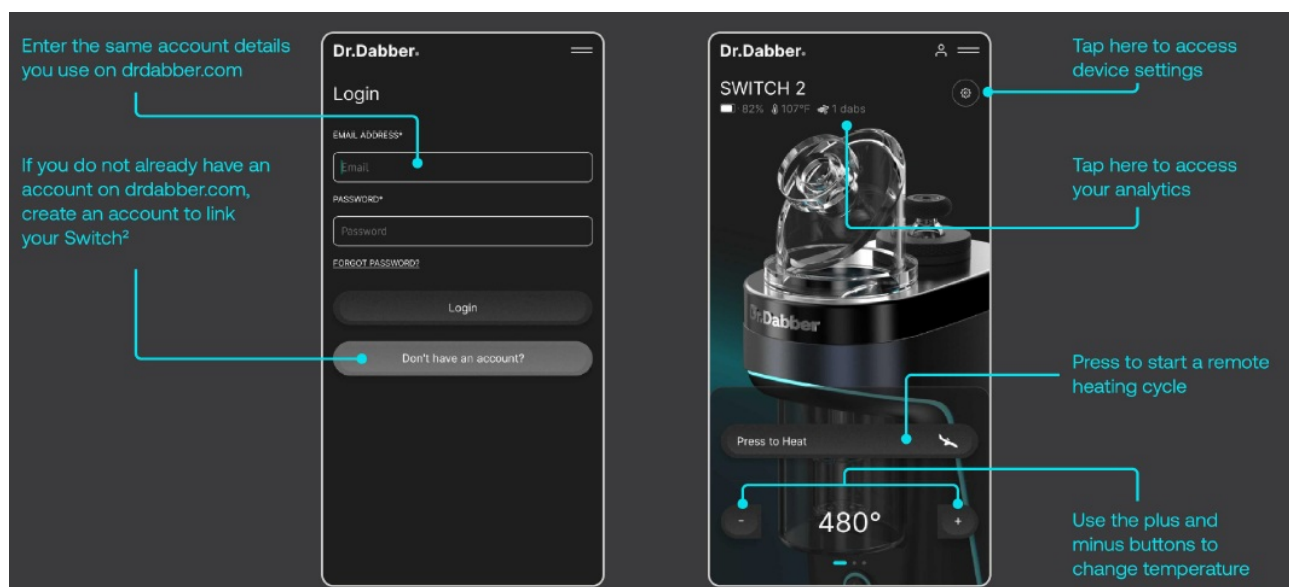 Enter the same account details
you use on drdabber.com
If you do not already have an
account on drdabber.com,
create an account to link
your Switch²
Dr.Dabber.
Login
EMAIL ADDRESS*
Email
PASSWORD*
Password
FORGOT PASSWORD?
Login
Don't have an account?
Dr.Dabber.
SWITCH 2
82% 107°F 1 dabs
Dr.Dabber
Press to Heat
- 480° +
Tap here to access
device settings
Tap here to access
your analytics
Press to start a remote
heating cycle
Use the plus and
minus buttons to
change temperature